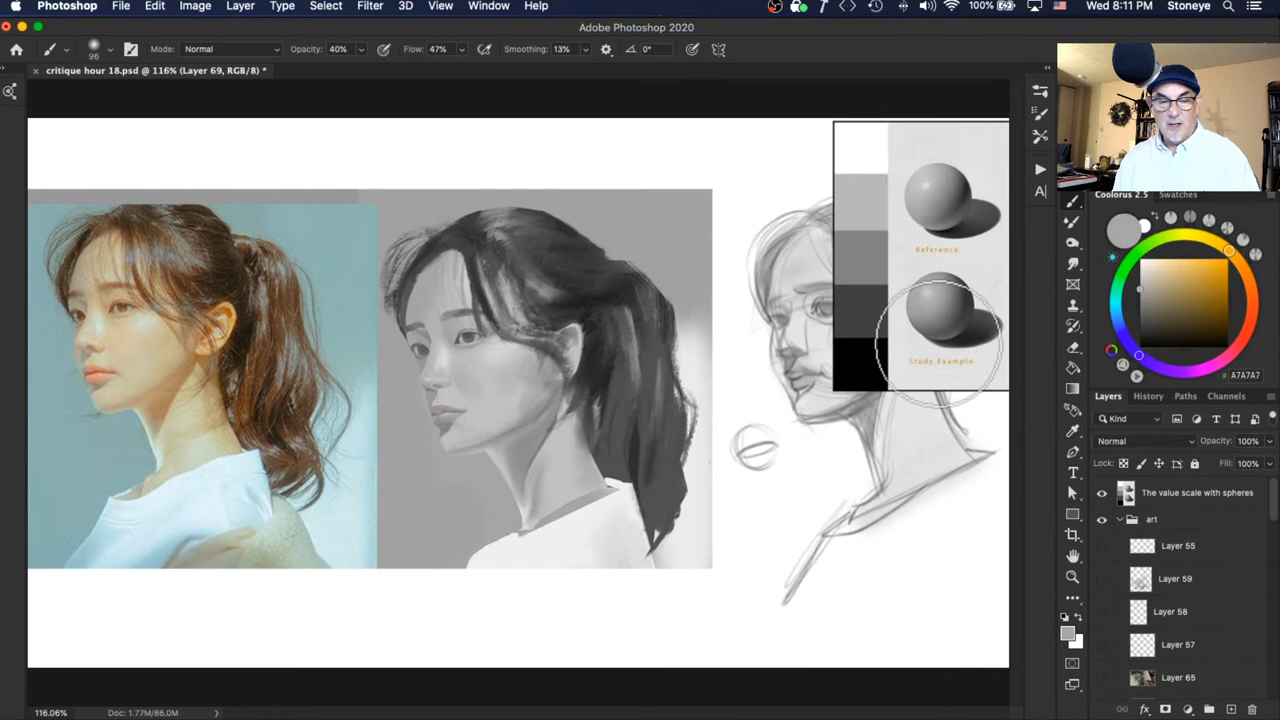 Photoshop File Edit Image Layer Type Select Filter 3D View Window Help 100% Wed 8:11 PM Stoneye
Adobe Photoshop 2020
96 Mode: Normal Opacity: 40% Flow: 47% Smoothing: 13% 0°
× critique hour 18.psd @ 116% (Layer 69, RGB/8) *
Reference
Study Example
Coolorus 2.5 Swatches
A7A7A7
Layers History Paths Channels
Kind
Normal Opacity: 100%
Lock: Fill: 100%
The value scale with spheres
art
Layer 55
Layer 59
Layer 58
Layer 57
Layer 65
116.06% Doc: 1.77M/86.0M